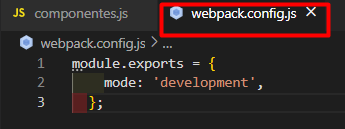 JS componentes.js webpack.config.js ×
webpack.config.js > ...
1 module.exports = {
2 mode: 'development',
3 };